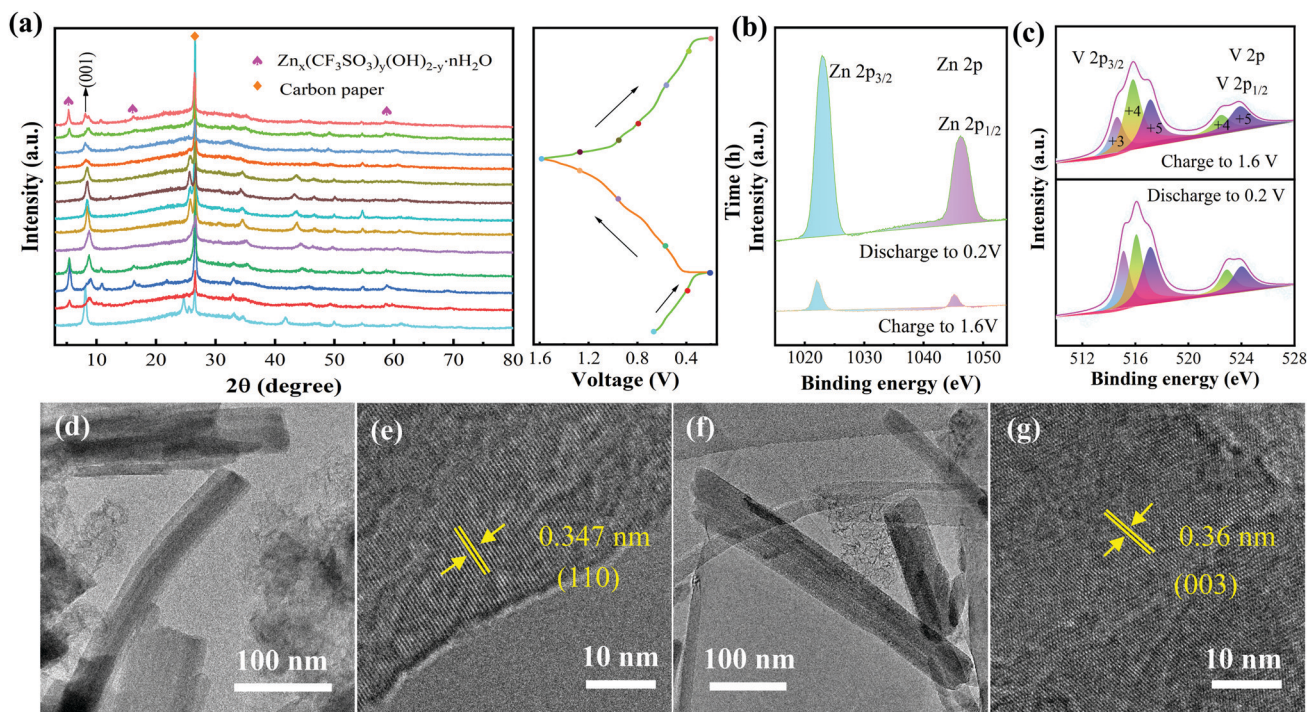 (a)
Intensity (a.u.)
(001)
Znx(CF3SO3)y(OH)2-y·nH2O
Carbon paper
10 20 30 40 50 60 70 80
2θ (degree)
1.6 1.2 0.8 0.4
Voltage (V)
Time (h)
(b)
Intensity (a.u.)
Zn 2p3/2
Zn 2p
Zn 2p1/2
Discharge to 0.2V
Charge to 1.6V
1020 1030 1040 1050
Binding energy (eV)
(c)
Intensity (a.u.)
V 2p3/2
V 2p
V 2p1/2
+3
+4
+5
+4
+5
Charge to 1.6 V
Discharge to 0.2 V
510 512 516 520 524 528
Binding energy (eV)
(d)
100 nm
(e)
0.347 nm
(110)
10 nm
(f)
100 nm
(g)
0.36 nm
(003)
10 nm